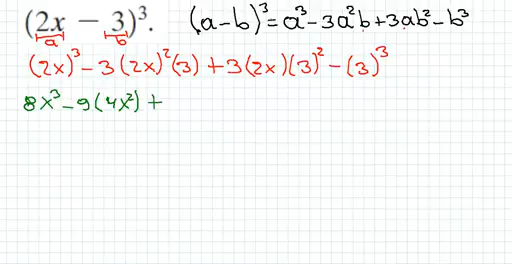 (2x − 3)³. (a−b)³ = a³ − 3a²b + 3ab² − b³
a b
(2x)³ − 3(2x)²(3) + 3(2x)(3)² − (3)³
8x³ − 9(4x²) +